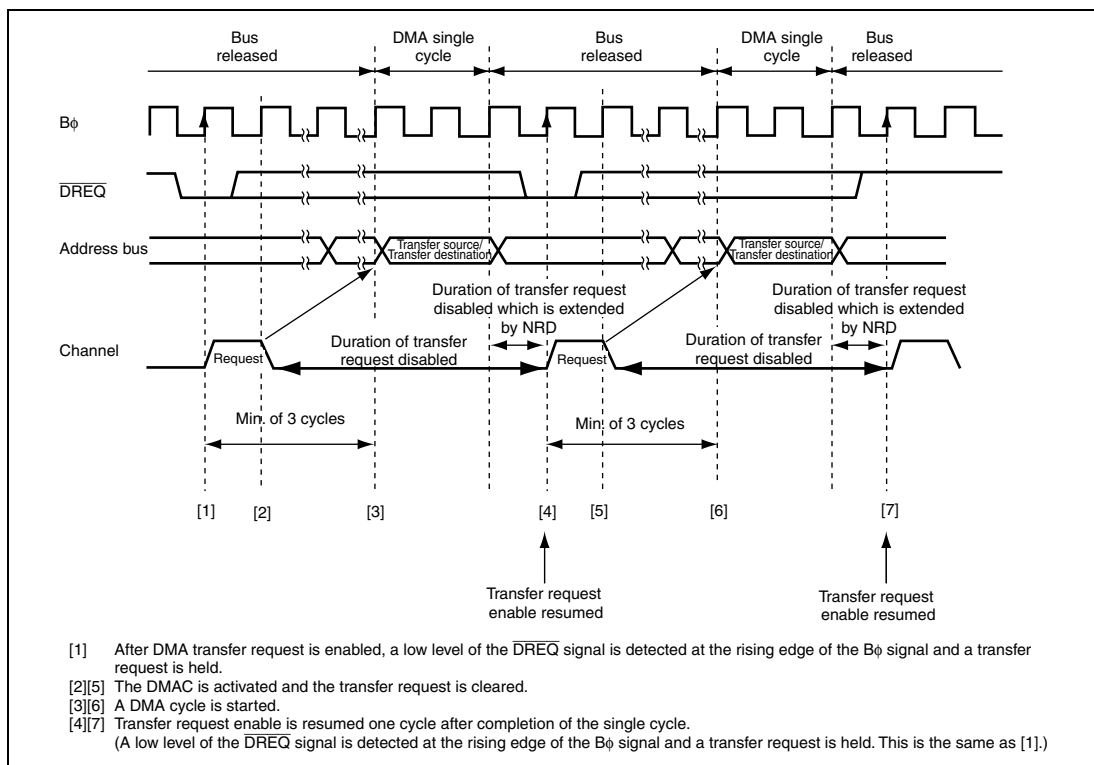 Bus released
DMA single cycle
Bus released
DMA single cycle
Bus released
Bϕ
DREQ
Address bus
Transfer source/
Transfer destination
Transfer source/
Transfer destination
Duration of transfer request
disabled which is extended
by NRD
Duration of transfer request
disabled which is extended
by NRD
Channel
Request
Duration of transfer
request disabled
Request
Duration of transfer
request disabled
Min. of 3 cycles
Min. of 3 cycles
[1] [2] [3] [4] [5] [6] [7]
Transfer request
enable resumed
Transfer request
enable resumed
[1] After DMA transfer request is enabled, a low level of the DREQ signal is detected at the rising edge of the Bϕ signal and a transfer
request is held.
[2][5] The DMAC is activated and the transfer request is cleared.
[3][6] A DMA cycle is started.
[4][7] Transfer request enable is resumed one cycle after completion of the single cycle.
(A low level of the DREQ signal is detected at the rising edge of the Bϕ signal and a transfer request is held. This is the same as [1].)